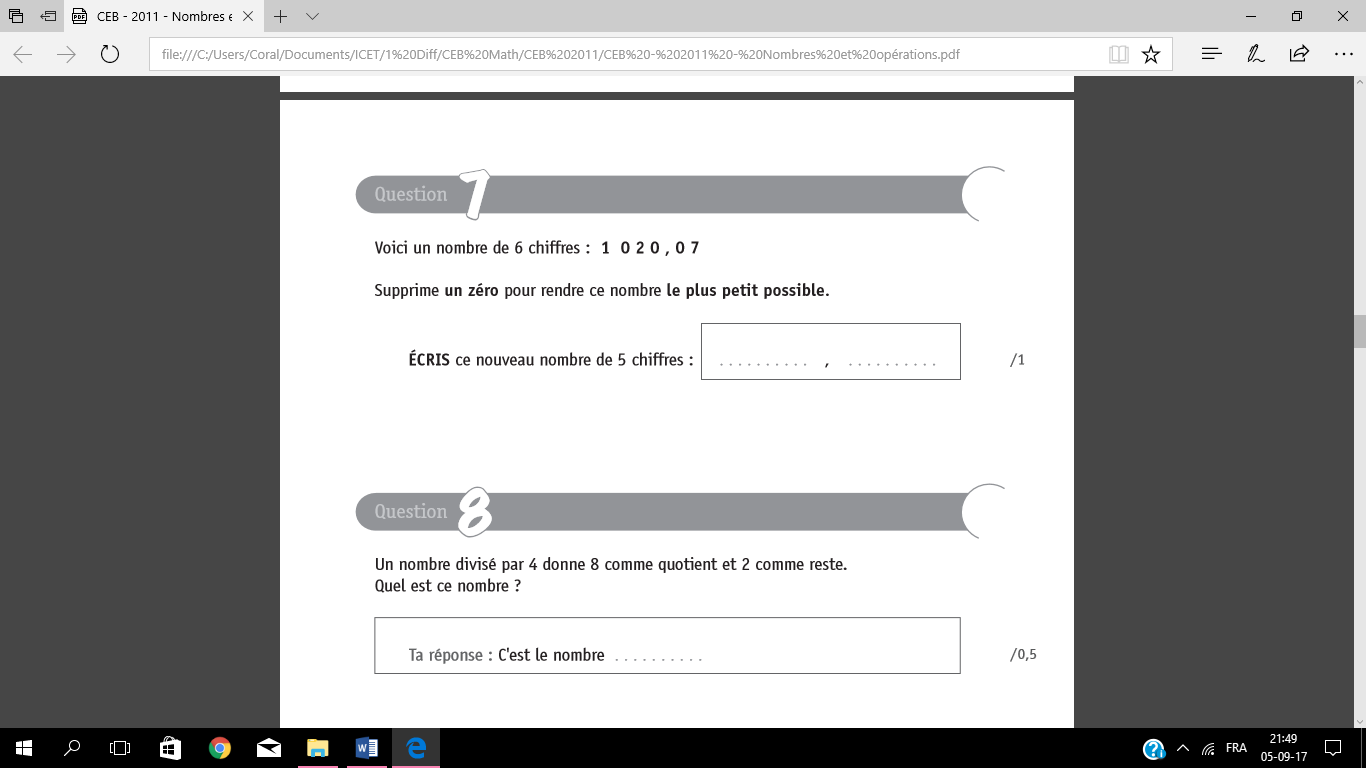 CEB - 2011 - Nombres e
file:///C:/Users/Coral/Documents/ICET/1%20Diff/CEB%20Math/CEB%202011/CEB%20-%202011%20-%20Nombres%20et%20opérations.pdf
Question 7
Voici un nombre de 6 chiffres : 1 0 2 0 , 0 7
Supprime un zéro pour rendre ce nombre le plus petit possible.
ÉCRIS ce nouveau nombre de 5 chiffres : . . . . . . . . . . , . . . . . . . . . . /1
Question 8
Un nombre divisé par 4 donne 8 comme quotient et 2 comme reste.
Quel est ce nombre ?
Ta réponse : C'est le nombre . . . . . . . . . . /0,5
FRA
21:49
05-09-17